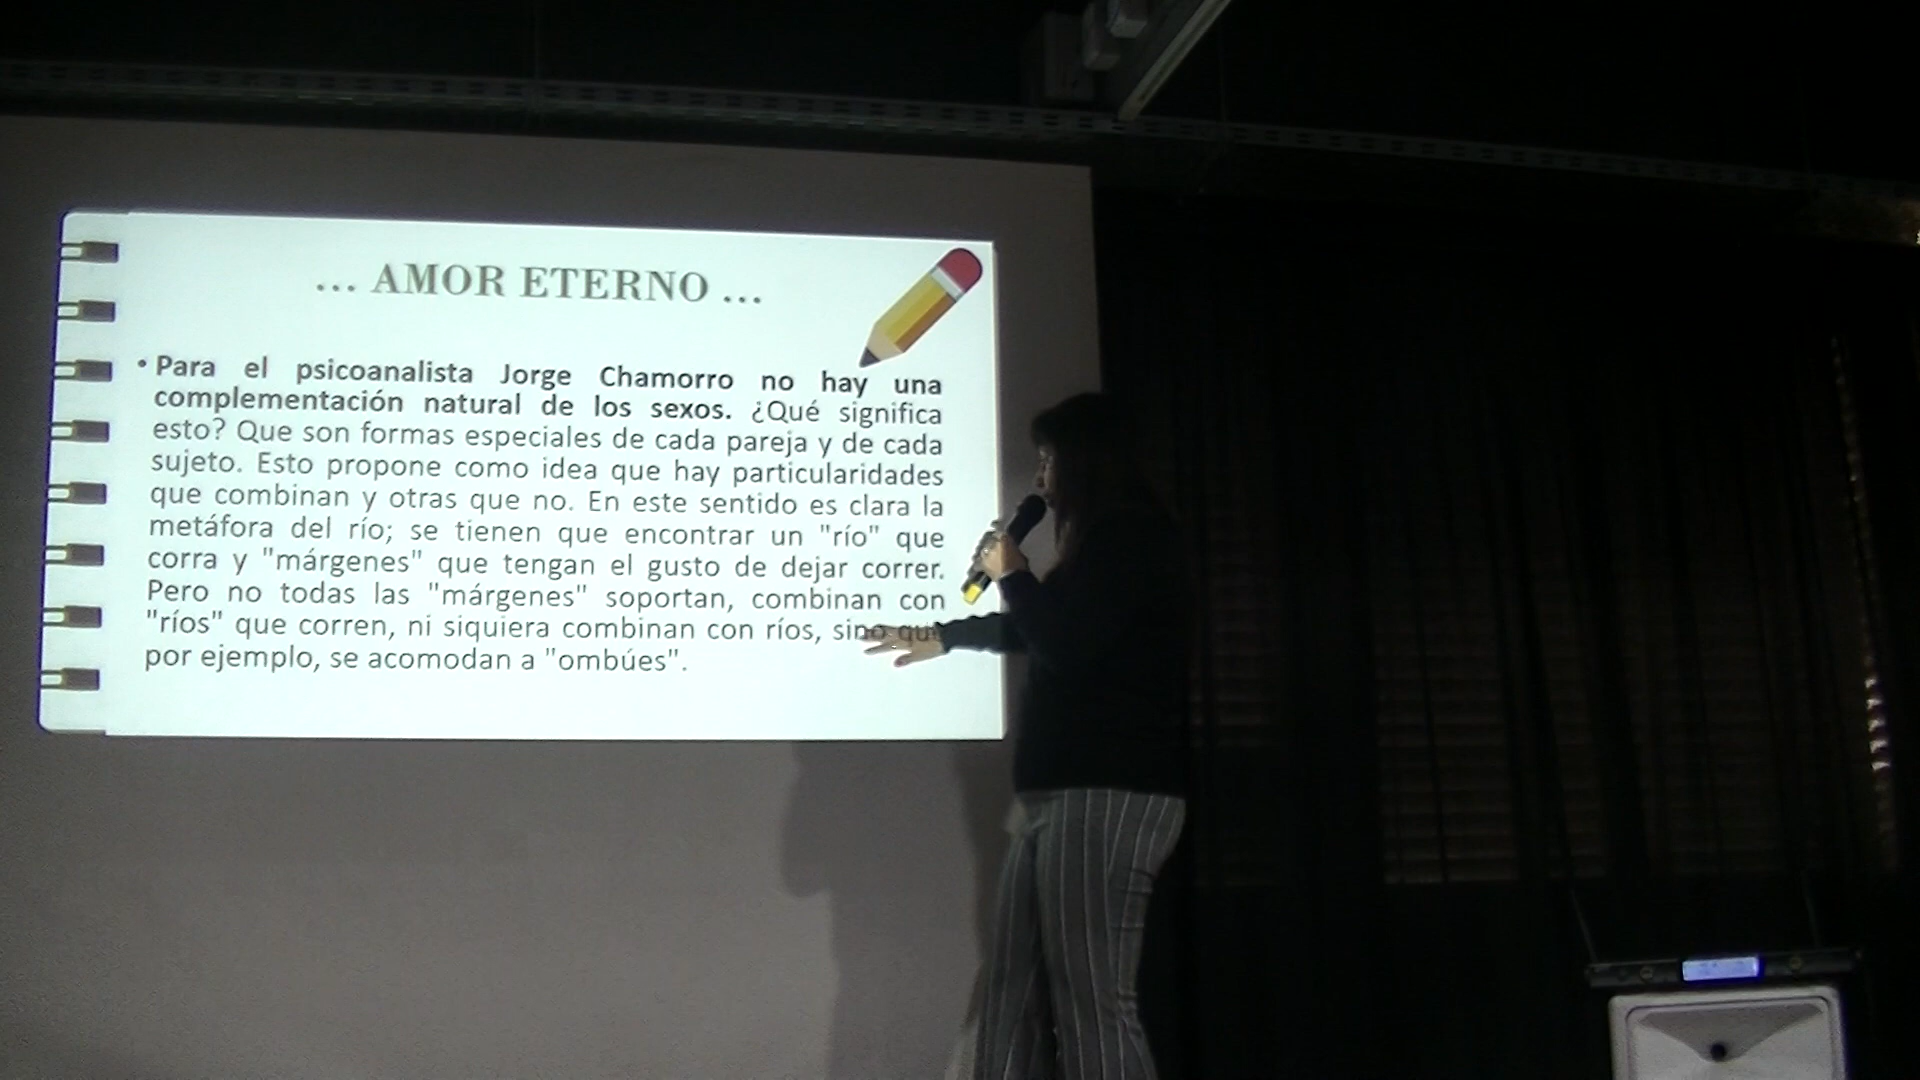 ... AMOR ETERNO ...
• Para el psicoanalista Jorge Chamorro no hay una
complementación natural de los sexos. ¿Qué significa
esto? Que son formas especiales de cada pareja y de cada
sujeto. Esto propone como idea que hay particularidades
que combinan y otras que no. En este sentido es clara la
metáfora del río; se tienen que encontrar un "río" que
corra y "márgenes" que tengan el gusto de dejar correr.
Pero no todas las "márgenes" soportan, combinan con
"ríos" que corren, ni siquiera combinan con ríos, sino que
por ejemplo, se acomodan a "ombúes".